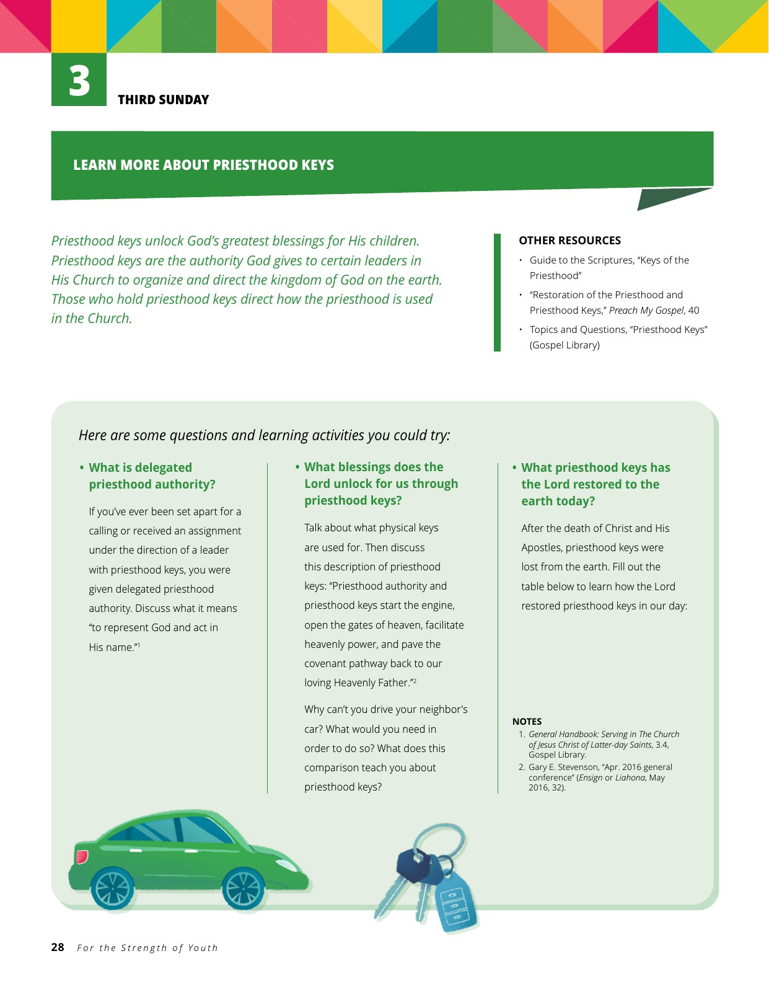 3
THIRD SUNDAY
LEARN MORE ABOUT PRIESTHOOD KEYS
Priesthood keys unlock God’s greatest blessings for His children.
Priesthood keys are the authority God gives to certain leaders in
His Church to organize and direct the kingdom of God on the earth.
Those who hold priesthood keys direct how the priesthood is used
in the Church.
OTHER RESOURCES
• Guide to the Scriptures, “Keys of the
Priesthood”
• “Restoration of the Priesthood and
Priesthood Keys,” Preach My Gospel, 40
• Topics and Questions, “Priesthood Keys”
(Gospel Library)
Here are some questions and learning activities you could try:
• What is delegated
priesthood authority?
If you’ve ever been set apart for a
calling or received an assignment
under the direction of a leader
with priesthood keys, you were
given delegated priesthood
authority. Discuss what it means
“to represent God and act in
His name.”1
• What blessings does the
Lord unlock for us through
priesthood keys?
Talk about what physical keys
are used for. Then discuss
this description of priesthood
keys: “Priesthood authority and
priesthood keys start the engine,
open the gates of heaven, facilitate
heavenly power, and pave the
covenant pathway back to our
loving Heavenly Father.”2
Why can’t you drive your neighbor’s
car? What would you need in
order to do so? What does this
comparison teach you about
priesthood keys?
• What priesthood keys has
the Lord restored to the
earth today?
After the death of Christ and His
Apostles, priesthood keys were
lost from the earth. Fill out the
table below to learn how the Lord
restored priesthood keys in our day:
NOTES
1. General Handbook: Serving in The Church
of Jesus Christ of Latter-day Saints, 3.4,
Gospel Library.
2. Gary E. Stevenson, “Apr. 2016 general
conference” (Ensign or Liahona, May
2016, 32).
28 For the Strength of Youth